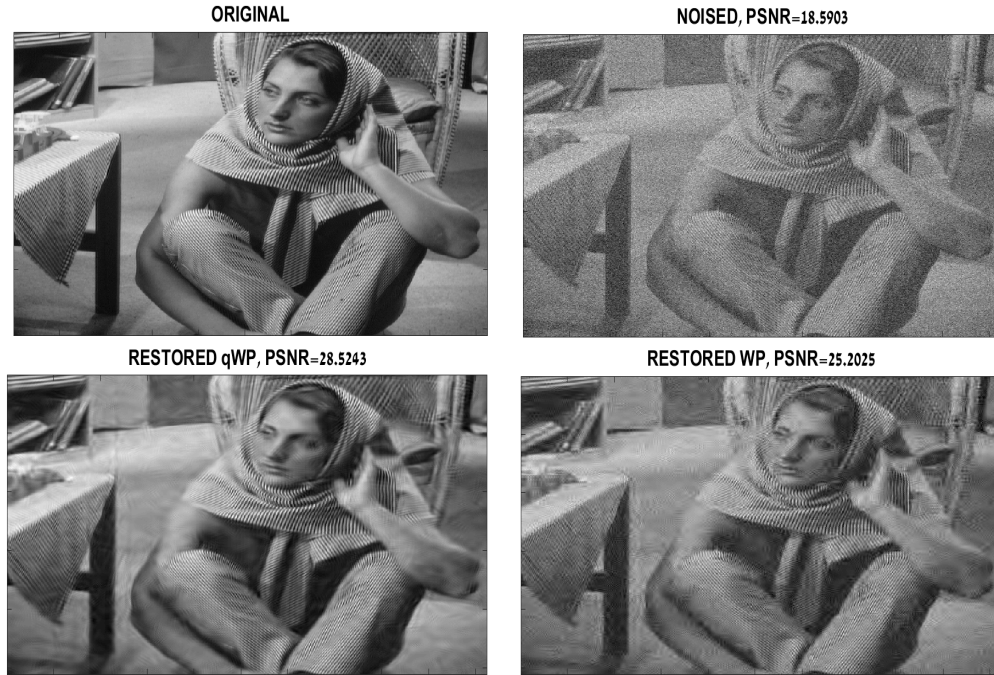 ORIGINAL
NOISED, PSNR=18.5903
RESTORED qWP, PSNR=28.5243
RESTORED WP, PSNR=25.2025